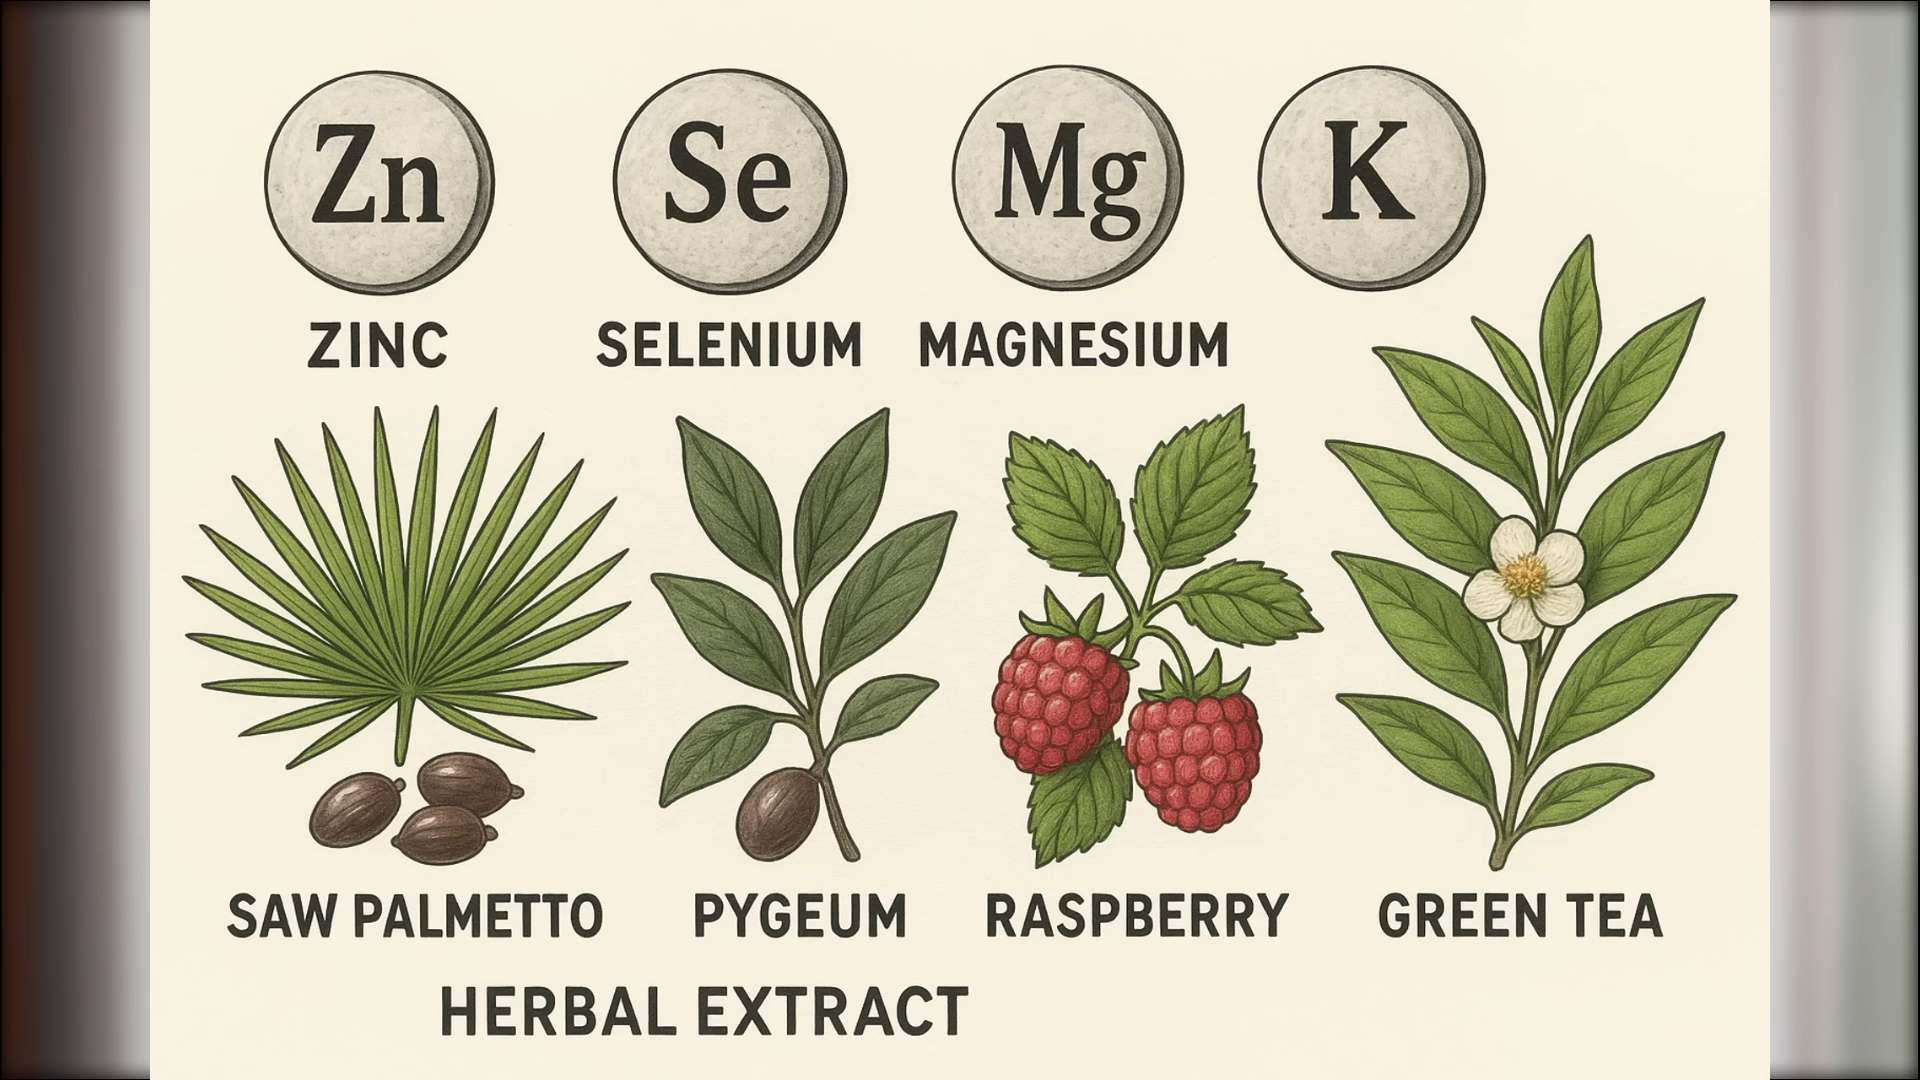 Zn Se Mg K
ZINC SELENIUM MAGNESIUM
SAW PALMETTO PYGEUM RASPBERRY GREEN TEA
HERBAL EXTRACT